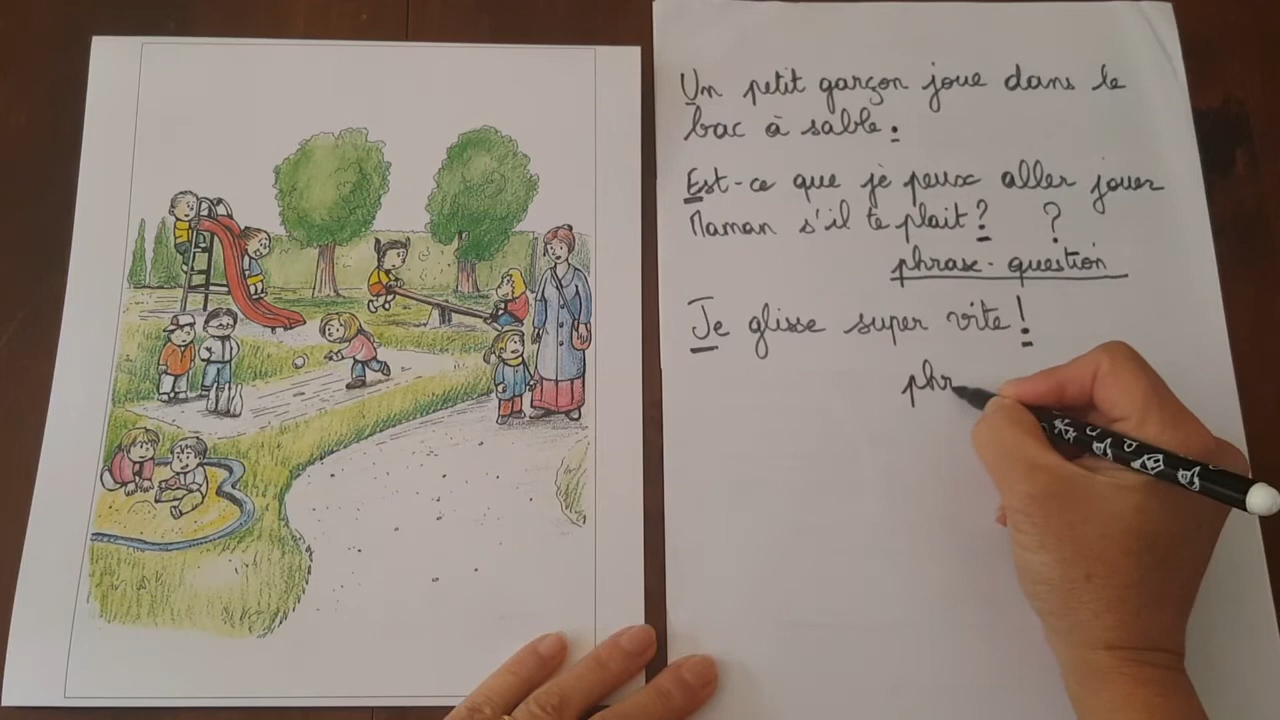 Un petit garçon joue dans le
bac à sable.
Est-ce que je peux aller jouer
Maman s'il te plait? ?
phrase-question
Je glisse super vite!
phr